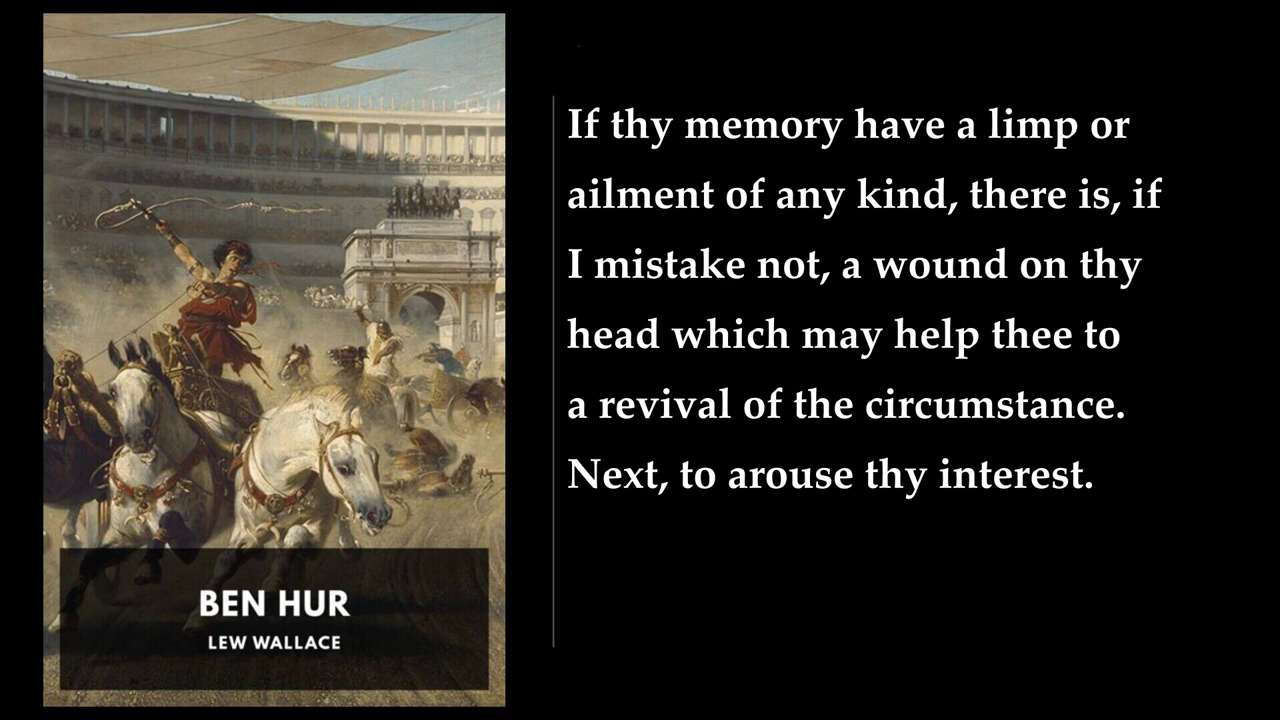 BEN HUR
LEW WALLACE
If thy memory have a limp or
ailment of any kind, there is, if
I mistake not, a wound on thy
head which may help thee to
a revival of the circumstance.
Next, to arouse thy interest.